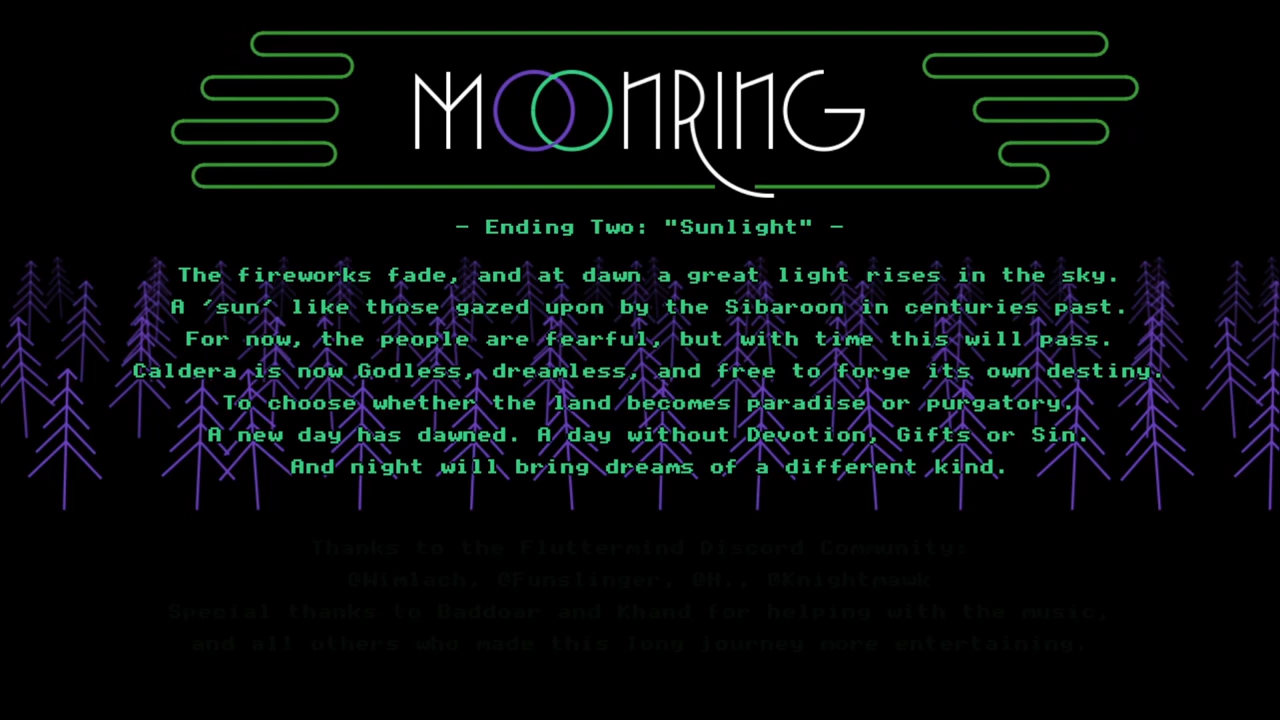 MOONRING
- Ending Two: "Sunlight" -
The fireworks fade, and at dawn a great light rises in the sky.
A 'sun' like those gazed upon by the Sibaroon in centuries past.
For now, the people are fearful, but with time this will pass.
Caldera is now Godless, dreamless, and free to forge its own destiny.
To choose whether the land becomes paradise or purgatory.
A new day has dawned. A day without Devotion, Gifts or Sin.
And night will bring dreams of a different kind.
Thanks to the Fluttermind Discord Community:
@Wimlach, @Funslinger, @H., @Knightmawk
Special thanks to Baddoar and Khand for helping with the music,
and all others who made this long journey more entertaining.